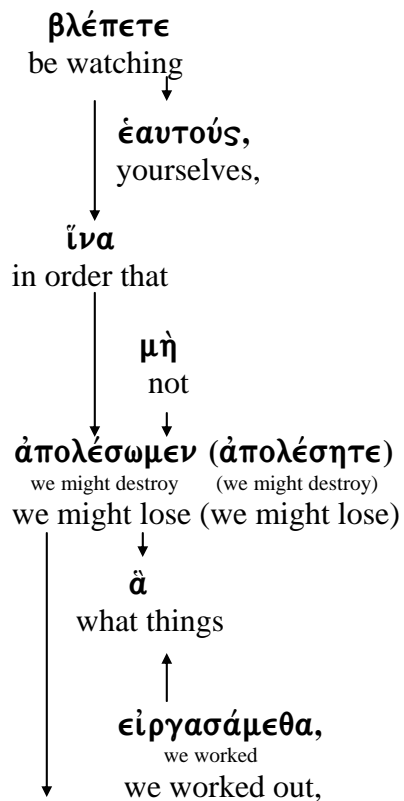 βλέπετε
be watching
ἑαυτούς,
yourselves,
ἵνα
in order that
μὴ
not
ἀπολέσωμεν (ἀπολέσητε)
we might destroy (we might destroy)
we might lose (we might lose)
ἃ
what things
εἰργασάμεθα,
we worked
we worked out,